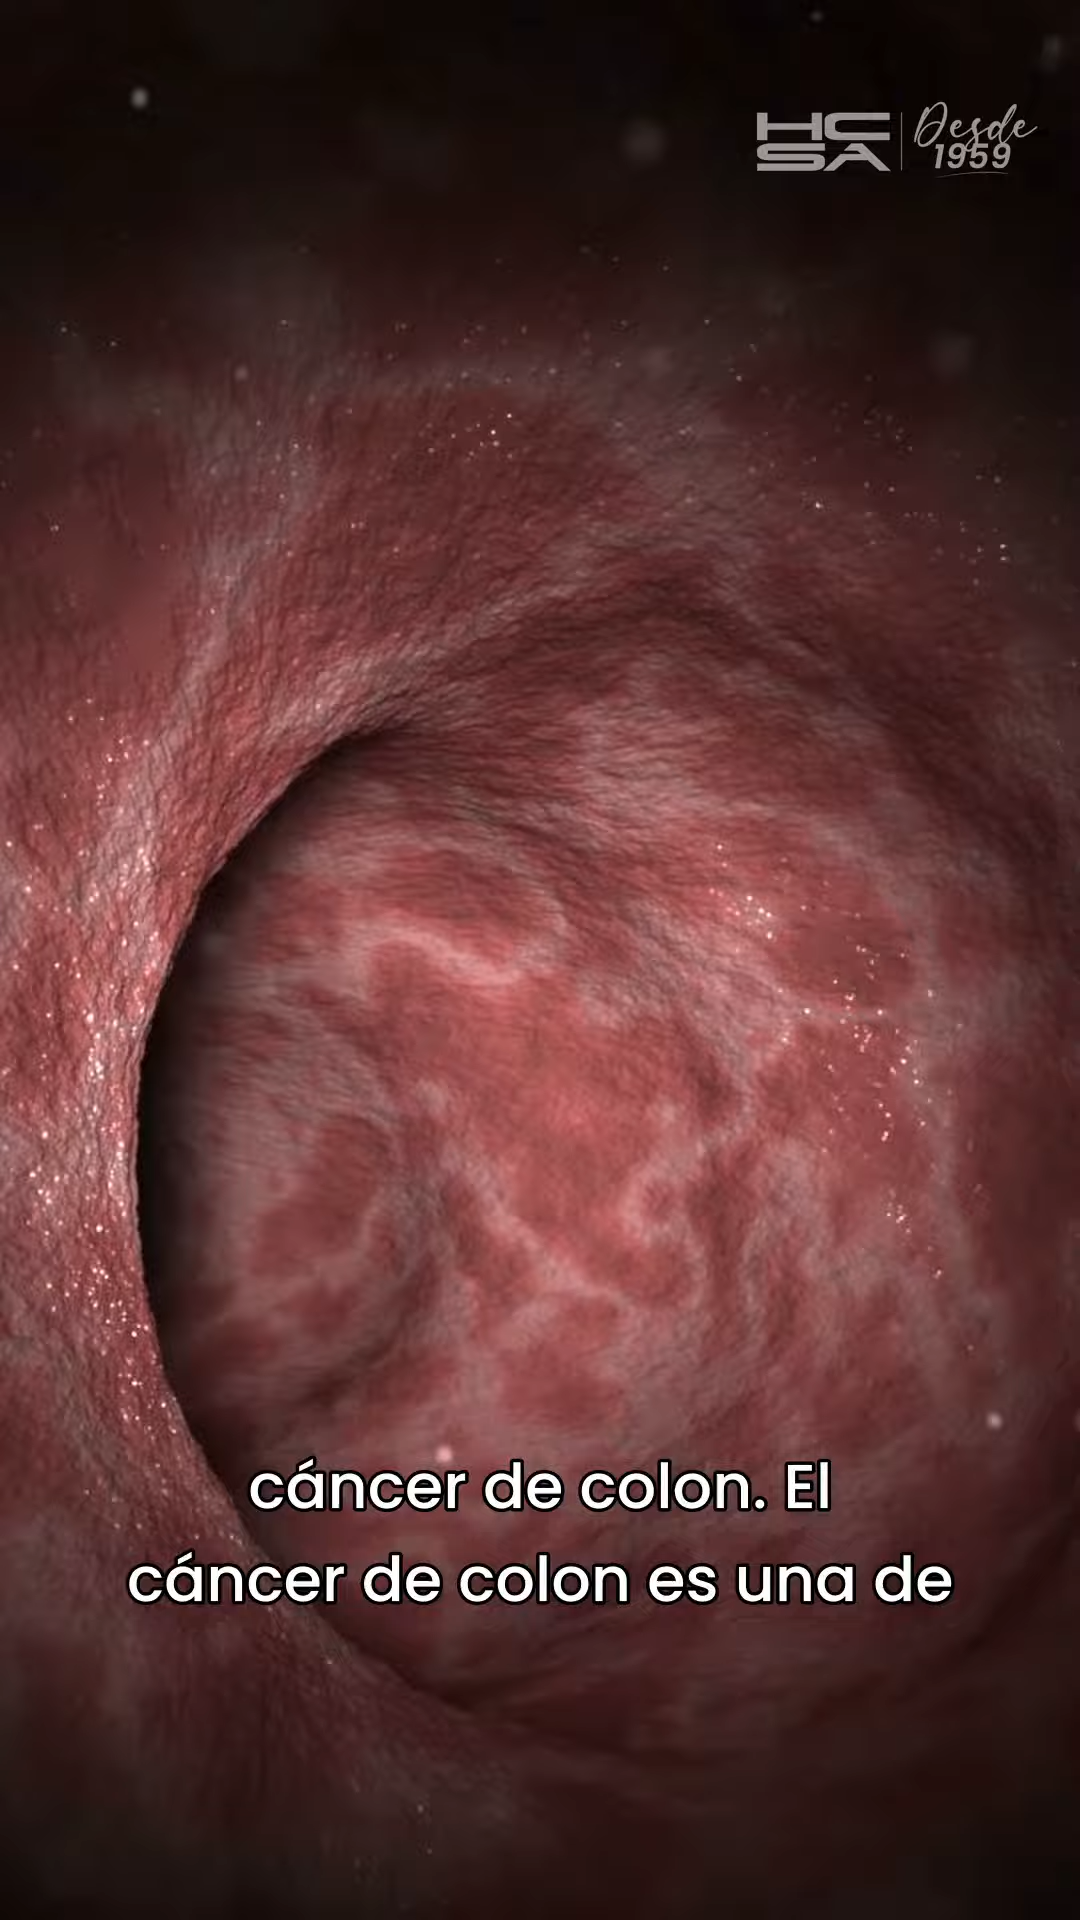 HC
SA
Desde
1959
cáncer de colon. El
cáncer de colon es una de